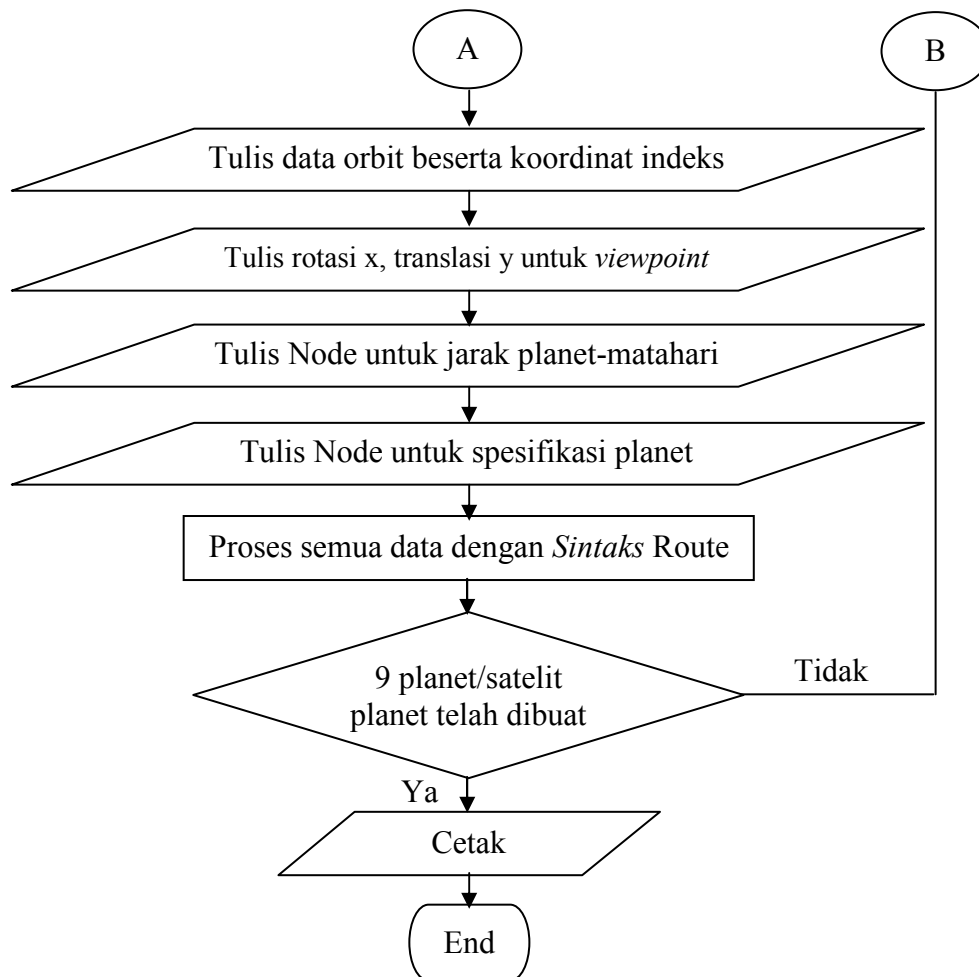 A
B
Tulis data orbit beserta koordinat indeks
Tulis rotasi x, translasi y untuk viewpoint
Tulis Node untuk jarak planet-matahari
Tulis Node untuk spesifikasi planet
Proses semua data dengan Sintaks Route
9 planet/satelit
planet telah dibuat
Tidak
Ya
Cetak
End